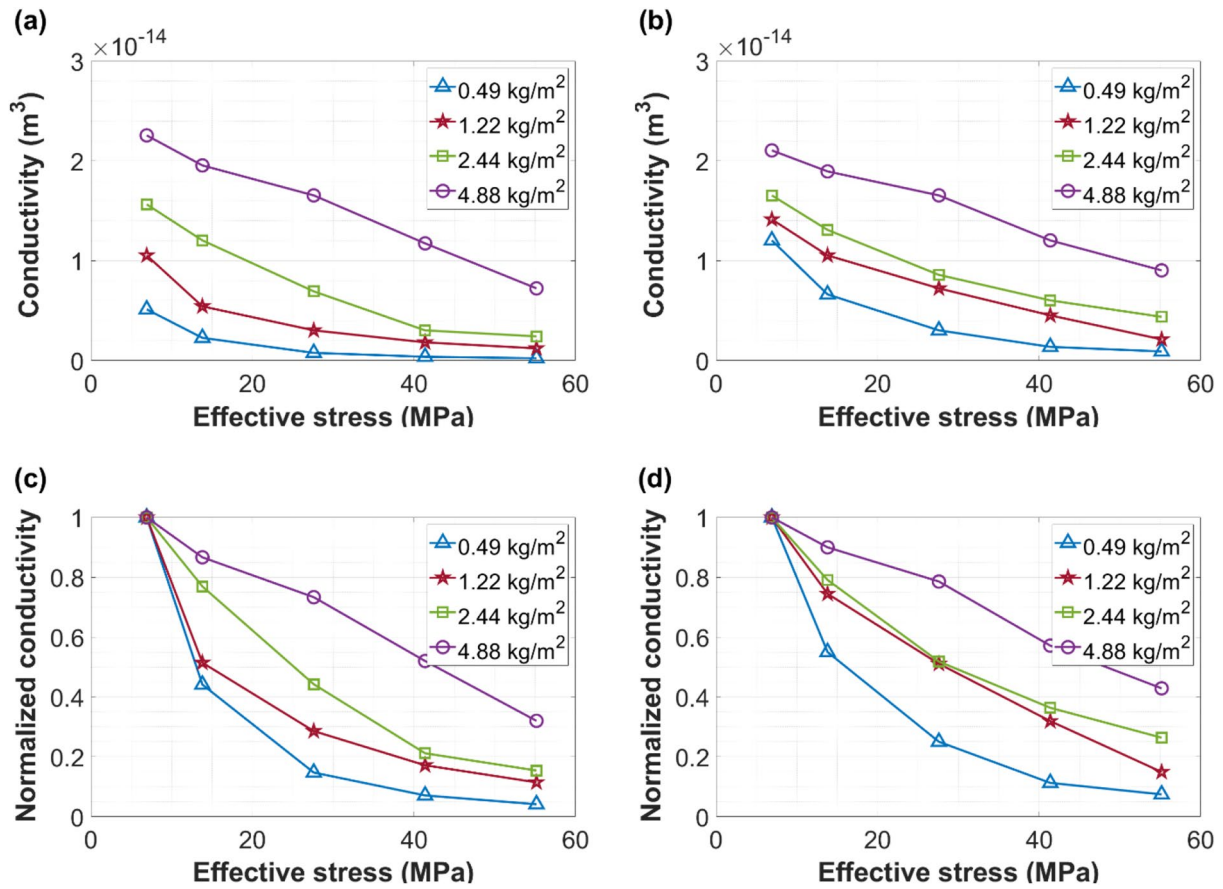 (a)
×10⁻¹⁴
3
2
1
0
0 20 40 60
Conductivity (m³)
Effective stress (MPa)
0.49 kg/m²
1.22 kg/m²
2.44 kg/m²
4.88 kg/m²
(b)
×10⁻¹⁴
3
2
1
0
0 20 40 60
Conductivity (m³)
Effective stress (MPa)
0.49 kg/m²
1.22 kg/m²
2.44 kg/m²
4.88 kg/m²
(c)
1
0.8
0.6
0.4
0.2
0
0 20 40 60
Normalized conductivity
Effective stress (MPa)
0.49 kg/m²
1.22 kg/m²
2.44 kg/m²
4.88 kg/m²
(d)
1
0.8
0.6
0.4
0.2
0
0 20 40 60
Normalized conductivity
Effective stress (MPa)
0.49 kg/m²
1.22 kg/m²
2.44 kg/m²
4.88 kg/m²